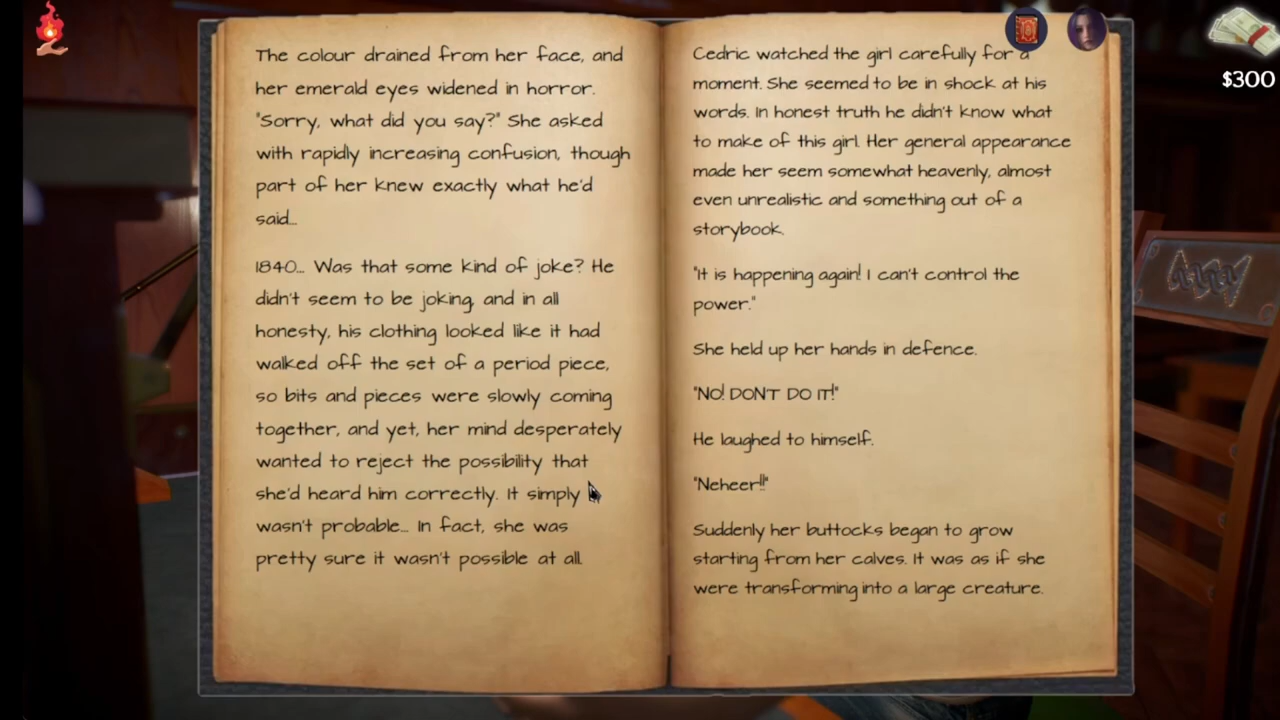 The colour drained from her face, and
her emerald eyes widened in horror.
"Sorry, what did you say?" She asked
with rapidly increasing confusion, though
part of her knew exactly what he'd
said...
1840... Was that some kind of joke? He
didn't seem to be joking, and in all
honesty, his clothing looked like it had
walked off the set of a period piece,
so bits and pieces were slowly coming
together, and yet, her mind desperately
wanted to reject the possibility that
she'd heard him correctly. It simply
wasn't probable... In fact, she was
pretty sure it wasn't possible at all.
Cedric watched the girl carefully for a
moment. She seemed to be in shock at his
words. In honest truth he didn't know what
to make of this girl. Her general appearance
made her seem somewhat heavenly, almost
even unrealistic and something out of a
storybook.
"It is happening again! I can't control the
power."
She held up her hands in defence.
"NO! DON'T DO IT!"
He laughed to himself.
"Neheer!!"
Suddenly her buttocks began to grow
starting from her calves. It was as if she
were transforming into a large creature.
$300